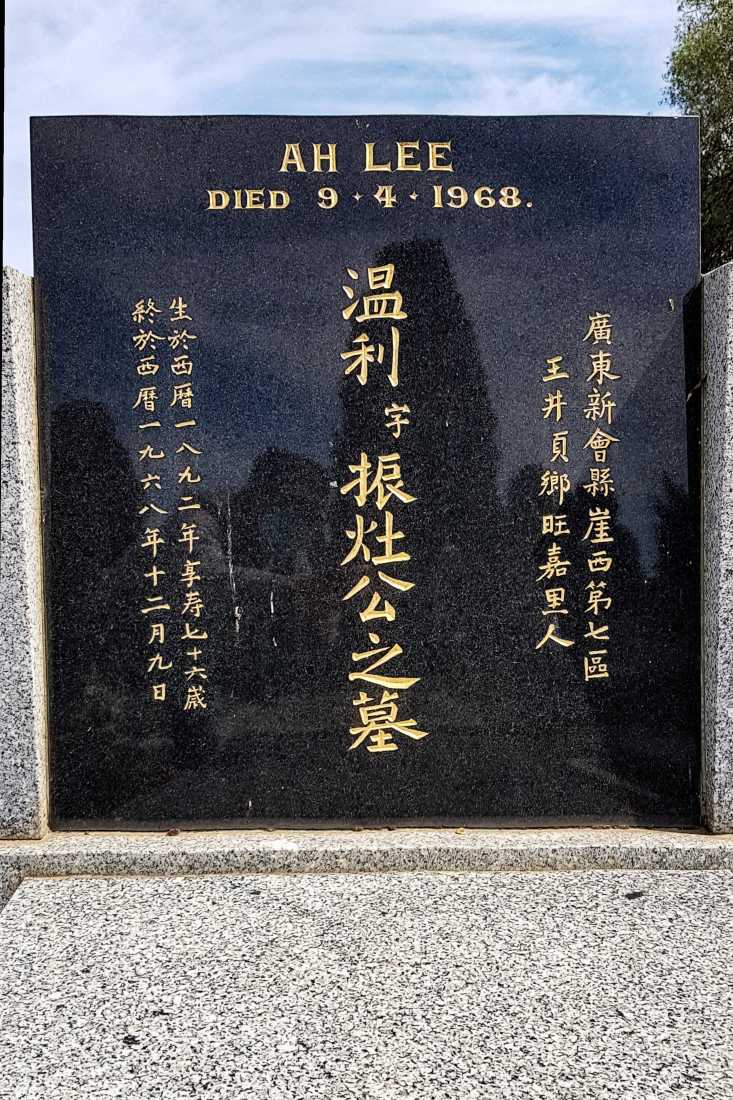 AH LEE
DIED 9·4·1968.
廣東新會縣崖西第七區
王井頁鄉旺嘉里人
温利字振灶公之墓
生於西暦一八九二年享寿七十六歲
終於西暦一九六八年十二月九日